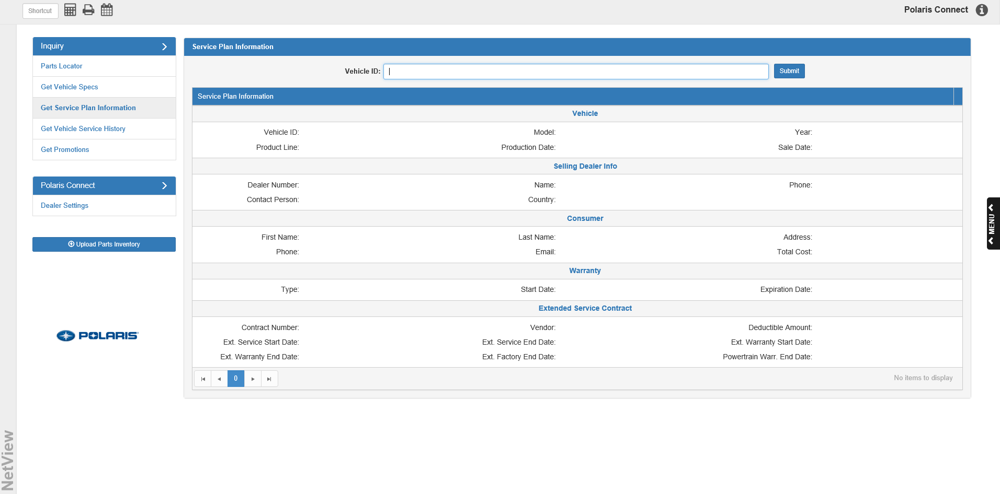 Shortcut
Polaris Connect
Inquiry
Parts Locator
Get Vehicle Specs
Get Service Plan Information
Get Vehicle Service History
Get Promotions
Polaris Connect
Dealer Settings
Upload Parts Inventory
POLARIS
NetView
Service Plan Information
Vehicle ID: Submit
Service Plan Information
Vehicle
Vehicle ID: Model: Year:
Product Line: Production Date: Sale Date:
Selling Dealer Info
Dealer Number: Name: Phone:
Contact Person: Country:
Consumer
First Name: Last Name: Address:
Phone: Email: Total Cost:
Warranty
Type: Start Date: Expiration Date:
Extended Service Contract
Contract Number: Vendor: Deductible Amount:
Ext. Service Start Date: Ext. Service End Date: Ext. Warranty Start Date:
Ext. Warranty End Date: Ext. Factory End Date: Powertrain Warr. End Date:
0 No items to display
MENU